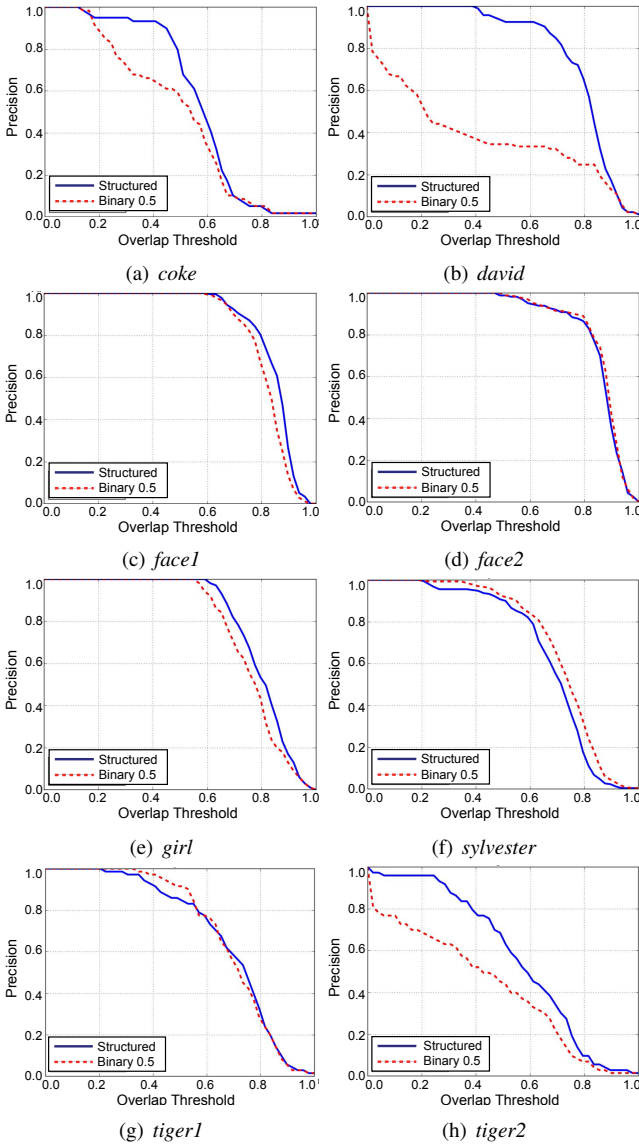 1.0
0.8
0.6
0.4
0.2
0.0
Precision
Structured
Binary 0.5
0.0 0.2 0.4 0.6 0.8 1.0
Overlap Threshold
(a) coke
1.0
0.8
0.6
0.4
0.2
0.0
Precision
Structured
Binary 0.5
0.0 0.2 0.4 0.6 0.8 1.0
Overlap Threshold
(b) david
1.0
0.8
0.6
0.4
0.2
0.0
Precision
Structured
Binary 0.5
0.0 0.2 0.4 0.6 0.8 1.0
Overlap Threshold
(c) face1
1.0
0.8
0.6
0.4
0.2
0.0
Precision
Structured
Binary 0.5
0.0 0.2 0.4 0.6 0.8 1.0
Overlap Threshold
(d) face2
1.0
0.8
0.6
0.4
0.2
0.0
Precision
Structured
Binary 0.5
0.0 0.2 0.4 0.6 0.8 1.0
Overlap Threshold
(e) girl
1.0
0.8
0.6
0.4
0.2
0.0
Precision
Structured
Binary 0.5
0.0 0.2 0.4 0.6 0.8 1.0
Overlap Threshold
(f) sylvester
1.0
0.8
0.6
0.4
0.2
0.0
Precision
Structured
Binary 0.5
0.0 0.2 0.4 0.6 0.8 1.0
Overlap Threshold
(g) tiger1
1.0
0.8
0.6
0.4
0.2
0.0
Precision
Structured
Binary 0.5
0.0 0.2 0.4 0.6 0.8 1.0
Overlap Threshold
(h) tiger2